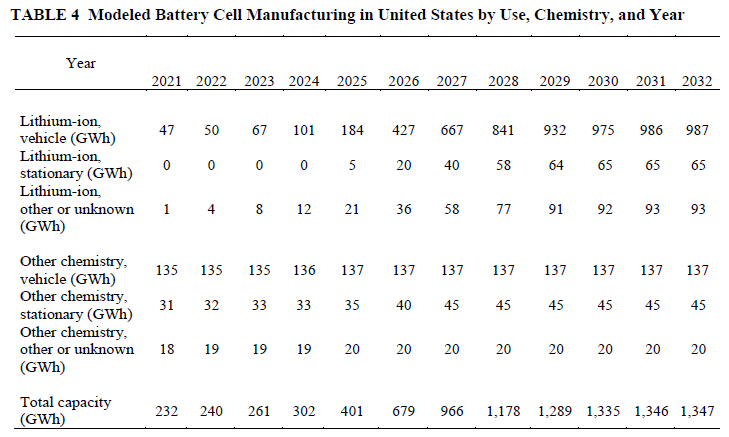 TABLE 4 Modeled Battery Cell Manufacturing in United States by Use, Chemistry, and Year
Year
2021 2022 2023 2024 2025 2026 2027 2028 2029 2030 2031 2032
Lithium-ion,
vehicle (GWh) 47 50 67 101 184 427 667 841 932 975 986 987
Lithium-ion,
stationary (GWh) 0 0 0 0 5 20 40 58 64 65 65 65
Lithium-ion,
other or unknown 1 4 8 12 21 36 58 77 91 92 93 93
(GWh)
Other chemistry,
vehicle (GWh) 135 135 135 136 137 137 137 137 137 137 137 137
Other chemistry,
stationary (GWh) 31 32 33 33 35 40 45 45 45 45 45 45
Other chemistry,
other or unknown 18 19 19 19 20 20 20 20 20 20 20 20
(GWh)
Total capacity
(GWh) 232 240 261 302 401 679 966 1,178 1,289 1,335 1,346 1,347